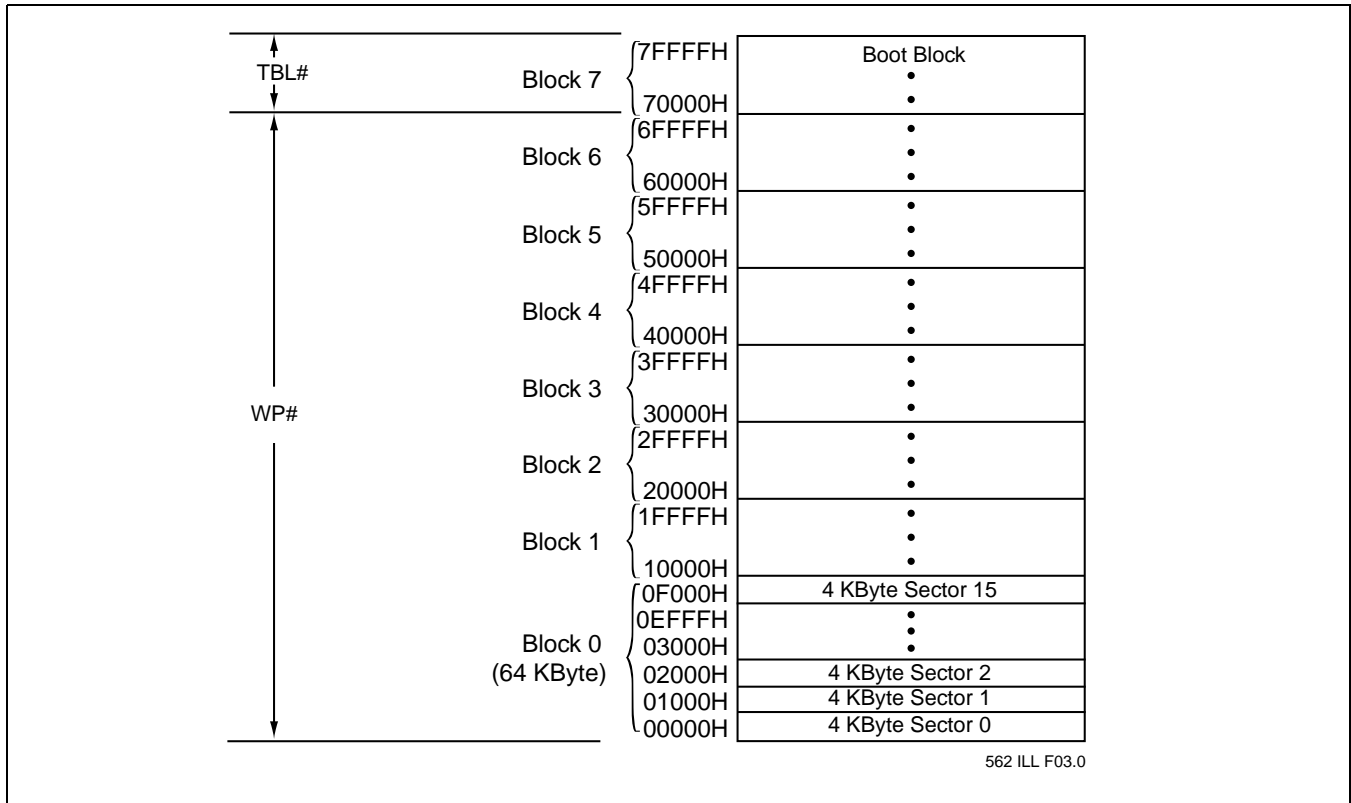 TBL#
Block 7
7FFFFH
70000H
Boot Block
Block 6
6FFFFH
60000H
Block 5
5FFFFH
50000H
Block 4
4FFFFH
40000H
Block 3
3FFFFH
30000H
WP#
Block 2
2FFFFH
20000H
Block 1
1FFFFH
10000H
Block 0
(64 KByte)
0F000H
4 KByte Sector 15
0EFFFH
03000H
02000H
4 KByte Sector 2
01000H
4 KByte Sector 1
00000H
4 KByte Sector 0
562 ILL F03.0